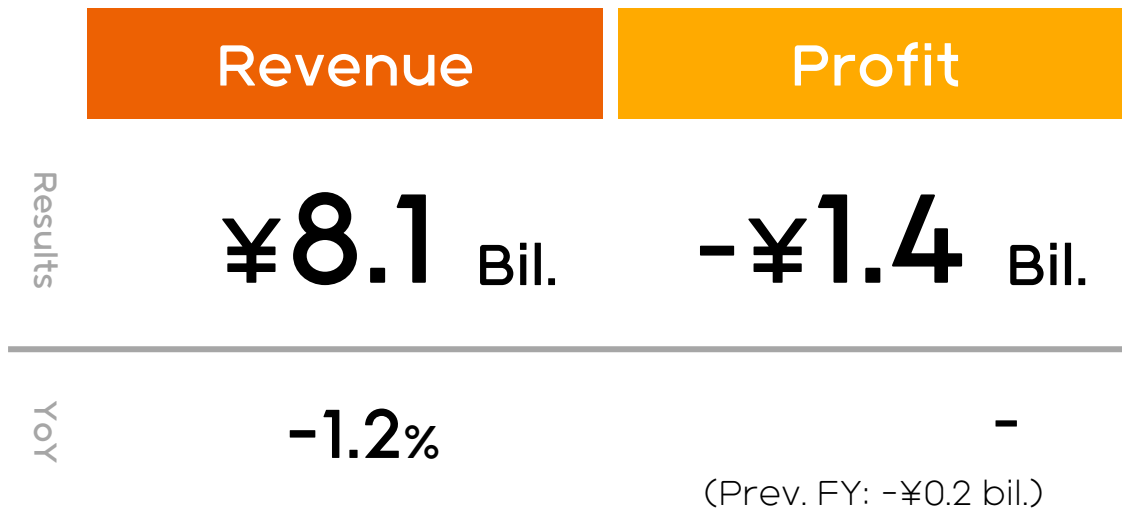 Revenue
Profit
Results
¥8.1 Bil.
-¥1.4 Bil.
YoY
-1.2%
-
(Prev. FY: -¥0.2 bil.)